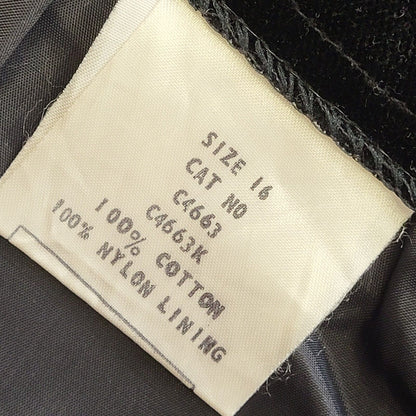 SIZE 16
CAT NO
C4663
C4663K
100% COTTON
100% NYLON LINING